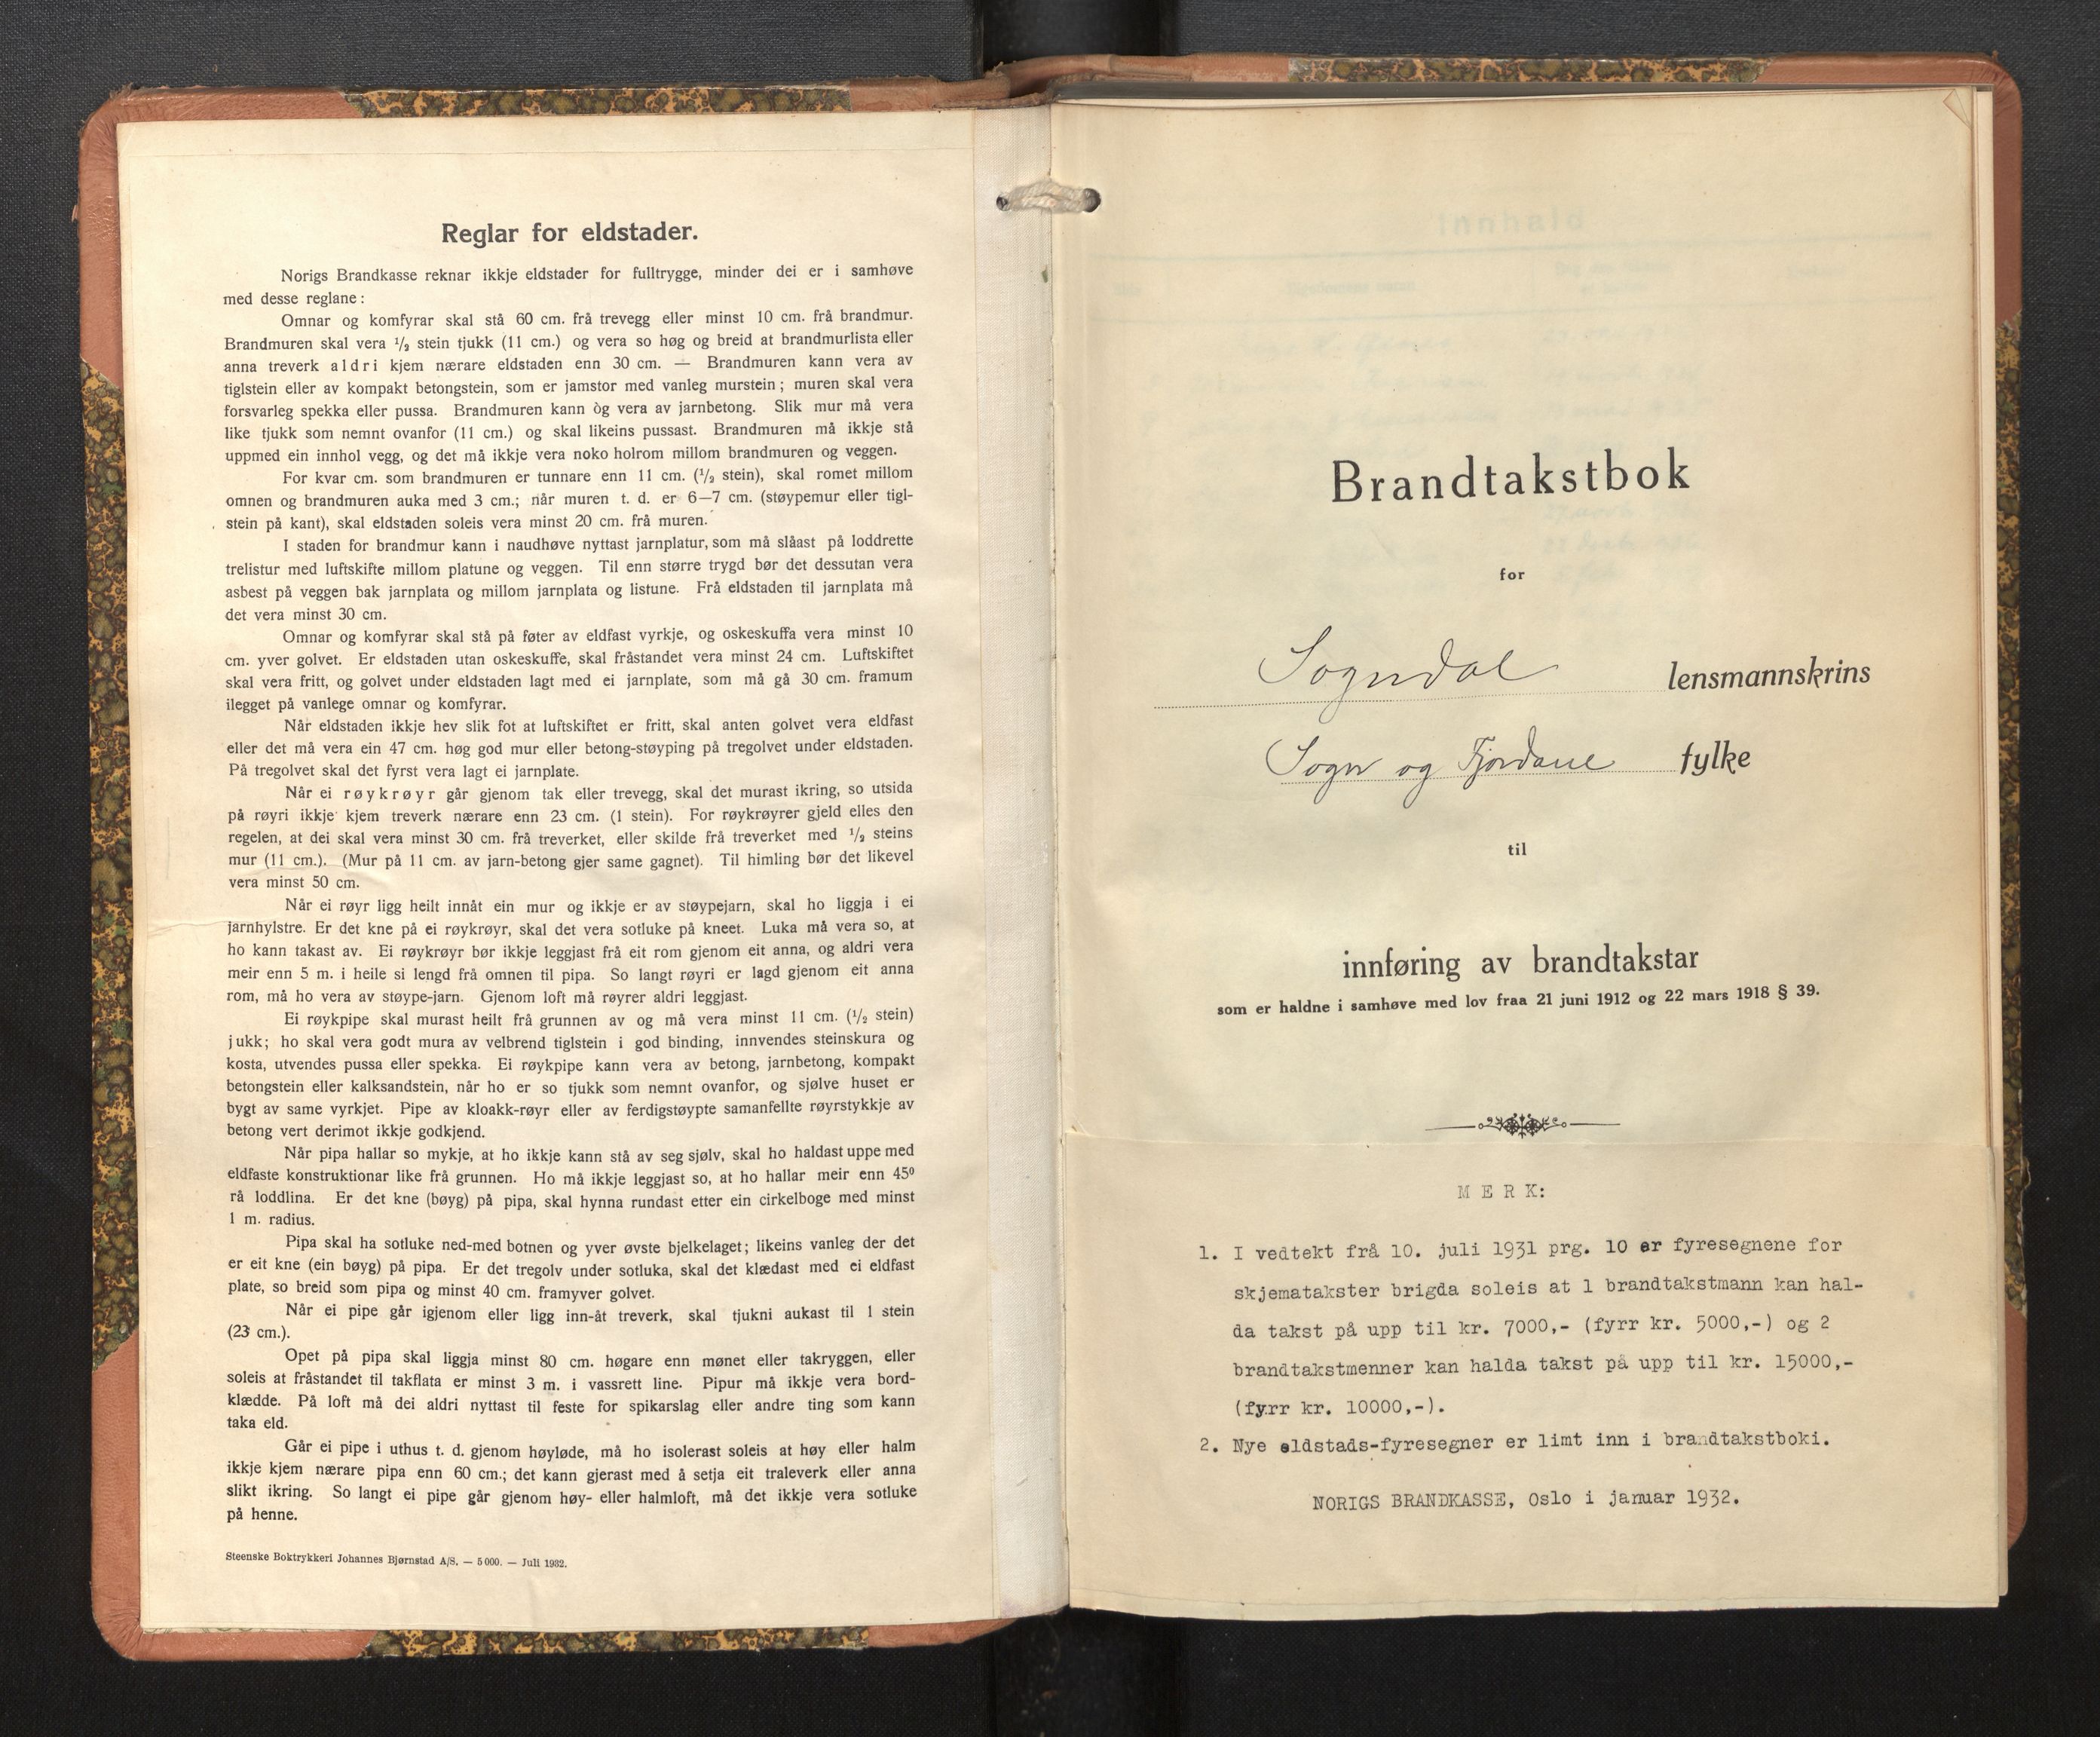 Reglar for eldstader.
Norigs Brandkasse reknar ikkje eldstader for fulltrygge, minder dei er i samhøve
med desse reglane:
Omnar og komfyrar skal stå 60 cm. frå trevegg eller minst 10 cm. frå brandmur.
Brandmuren skal vera ½ stein tjukk (11 cm.) og vera so høg og breid at brandmurlista eller
anna treverk aldri kjem nærare eldstaden enn 30 cm. — Brandmuren kann vera av
tiglstein eller av kompakt betongstein, som er jamstor med vanleg murstein; muren skal vera
forsvarleg spekka eller pussa. Brandmuren kann òg vera av jarnbetong. Slik mur må vera
like tjukk som nemnt ovanfor (11 cm.) og skal likeins pussast. Brandmuren må ikkje stå
uppmed ein innhol vegg, og det må ikkje vera noko holrom millom brandmuren og veggen.
For kvar cm. som brandmuren er tunnare enn 11 cm. (½ stein), skal romet millom
omnen og brandmuren auka med 3 cm.; når muren t. d. er 6—7 cm. (støypemur eller tigl-
stein på kant), skal eldstaden soleis vera minst 20 cm. frå muren.
I staden for brandmur kann i naudhøve nyttast jarnplatur, som må slåast på loddrette
trelistur med luftskifte millom platune og veggen. Til enn større trygd bør det dessutan vera
asbest på veggen bak jarnplata og millom jarnplata og listune. Frå eldstaden til jarnplata må
det vera minst 30 cm.
Omnar og komfyrar skal stå på føter av eldfast vyrkje, og oskeskuffa vera minst 10
cm. yver golvet. Er eldstaden utan oskeskuffe, skal fråstandet vera minst 24 cm. Luftskiftet
skal vera fritt, og golvet under eldstaden lagt med ei jarnplate, som må gå 30 cm. framum
ilegget på vanlege omnar og komfyrar.
Når eldstaden ikkje hev slik fot at luftskiftet er fritt, skal anten golvet vera eldfast
eller det må vera ein 47 cm. høg god mur eller betong-støyping på tregolvet under eldstaden.
På tregolvet skal det fyrst vera lagt ei jarnplate.
Når ei røykrøyr går gjenom tak eller trevegg, skal det murast ikring, so utsida
på røyri ikkje kjem treverk nærare enn 23 cm. (1 stein). For røykrøyrer gjeld elles den
regelen, at dei skal vera minst 30 cm. frå treverket, eller skilde frå treverket med ½ steins
mur (11 cm.). (Mur på 11 cm. av jarn-betong gjer same gagnet). Til himling bør det likevel
vera minst 50 cm.
Når ei røyr ligg heilt innåt ein mur og ikkje er av støypejarn, skal ho liggja i ei
jarnhylstre. Er det kne på ei røykrøyr, skal det vera sotluke på kneet. Luka må vera so, at
ho kann takast av. Ei røykrøyr bør ikkje leggjast frå eit rom gjenom eit anna, og aldri vera
meir enn 5 m. i heile si lengd frå omnen til pipa. So langt røyri er lagd gjenom eit anna
rom, må ho vera av støype-jarn. Gjenom loft må røyrer aldri leggjast.
Ei røykpipe skal murast heilt frå grunnen av og må vera minst 11 cm. (½ stein)
jukk; ho skal vera godt mura av velbrend tiglstein i god binding, innvendes steinskura og
kosta, utvendes pussa eller spekka. Ei røykpipe kann vera av betong, jarnbetong, kompakt
betongstein eller kalksandstein, når ho er so tjukk som nemnt ovanfor, og sjølve huset er
bygt av same vyrkjet. Pipe av kloakk-røyr eller av ferdigstøypte samanfellte røyrstykkje av
betong vert derimot ikkje godkjend.
Når pipa hallar so mykje, at ho ikkje kann stå av seg sjølv, skal ho haldast uppe med
eldfaste konstruktionar like frå grunnen. Ho må ikkje leggjast so, at ho hallar meir enn 45⁰
rå loddlina. Er det kne (bøyg) på pipa, skal hynna rundast etter ein cirkelboge med minst
1 m. radius.
Pipa skal ha sotluke ned-med botnen og yver øvste bjelkelaget; likeins vanleg der det
er eit kne (ein bøyg) på pipa. Er det tregolv under sotluka, skal det klædast med ei eldfast
plate, so breid som pipa og minst 40 cm. framyver golvet.
Når ei pipe går igjenom eller ligg inn-åt treverk, skal tjukni aukast til 1 stein
(23 cm.).
Opet på pipa skal liggja minst 80 cm. høgare enn mønet eller takryggen, eller
soleis at fråstandet til takflata er minst 3 m. i vassrett line. Pipur må ikkje vera bord-
klædde. På loft må dei aldri nyttast til feste for spikarslag eller andre ting som kann
taka eld.
Går ei pipe i uthus t. d. gjenom høyløde, må ho isolerast soleis at høy eller halm
ikkje kjem nærare pipa enn 60 cm.; det kann gjerast med å setja eit traleverk eller anna
slikt ikring. So langt ei pipe går gjenom høy- eller halmloft, må det ikkje vera sotluke
på henne.
Steenske Boktrykkeri Johannes Bjørnstad A/S. — 5 000. — Juli 1932.
Innhald
Brandtakstbok
for
Sogndal lensmannskrins
Sogn og Fjordane fylke
til
innføring av brandtakstar
som er haldne i samhøve med lov fraa 21 juni 1912 og 22 mars 1918 § 39.
MERK:
1. I vedtekt frå 10. juli 1931 prg. 10 er fyresegnene for
skjematakster brigda soleis at 1 brandtakstmann kan hal-
da takst på upp til kr. 7000,- (fyrr kr. 5000,-) og 2
brandtakstmenner kan halda takst på upp til kr. 15000,-
(fyrr kr. 10000,-).
2. Nye eldstads-fyresegner er limt inn i brandtakstboki.
NORIGS BRANDKASSE, Oslo i januar 1932.